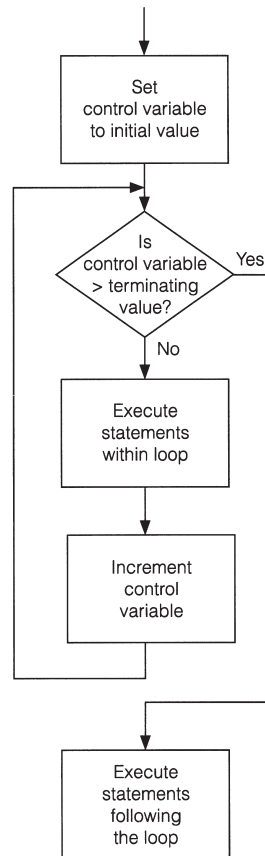 Set
control variable
to initial value
Is
control variable
> terminating
value?
Yes
No
Execute
statements
within loop
Increment
control
variable
Execute
statements
following
the loop